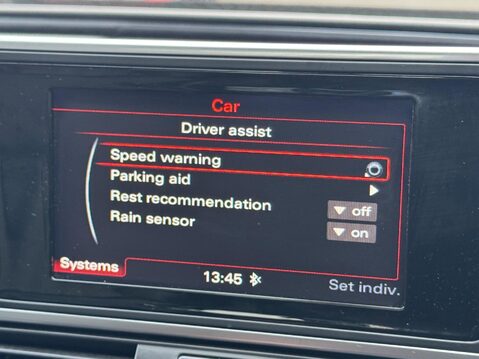 Car
Driver assist
Speed warning
Parking aid
Rest recommendation off
Rain sensor on
Systems 13:45 Set indiv.